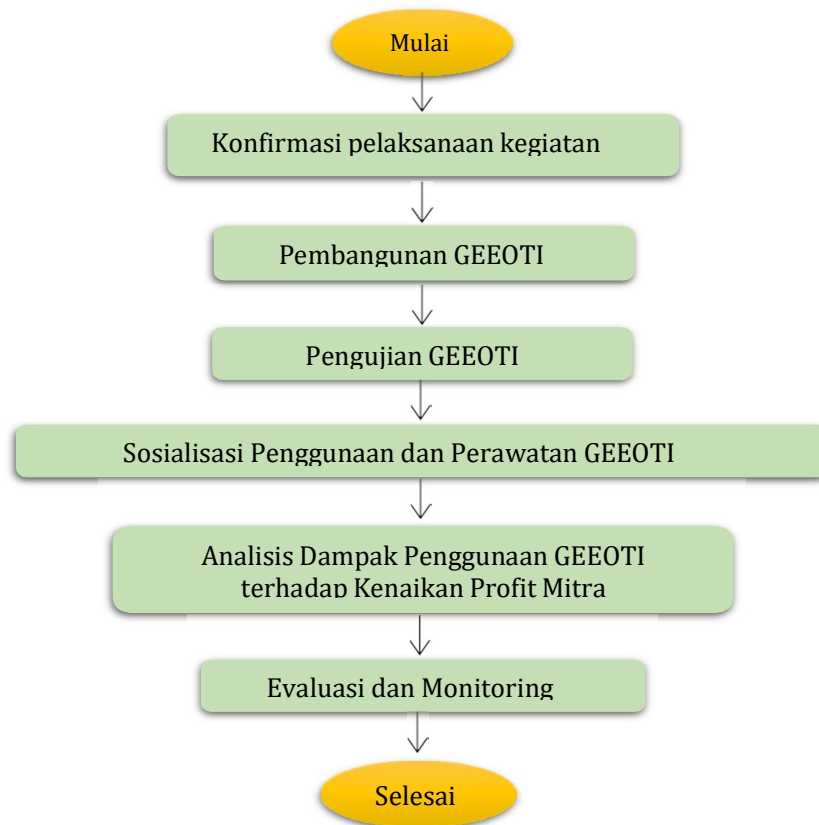 Mulai
Konfirmasi pelaksanaan kegiatan
Pembangunan GEEOTI
Pengujian GEEOTI
Sosialisasi Penggunaan dan Perawatan GEEOTI
Analisis Dampak Penggunaan GEEOTI
terhadap Kenaikan Profit Mitra
Evaluasi dan Monitoring
Selesai